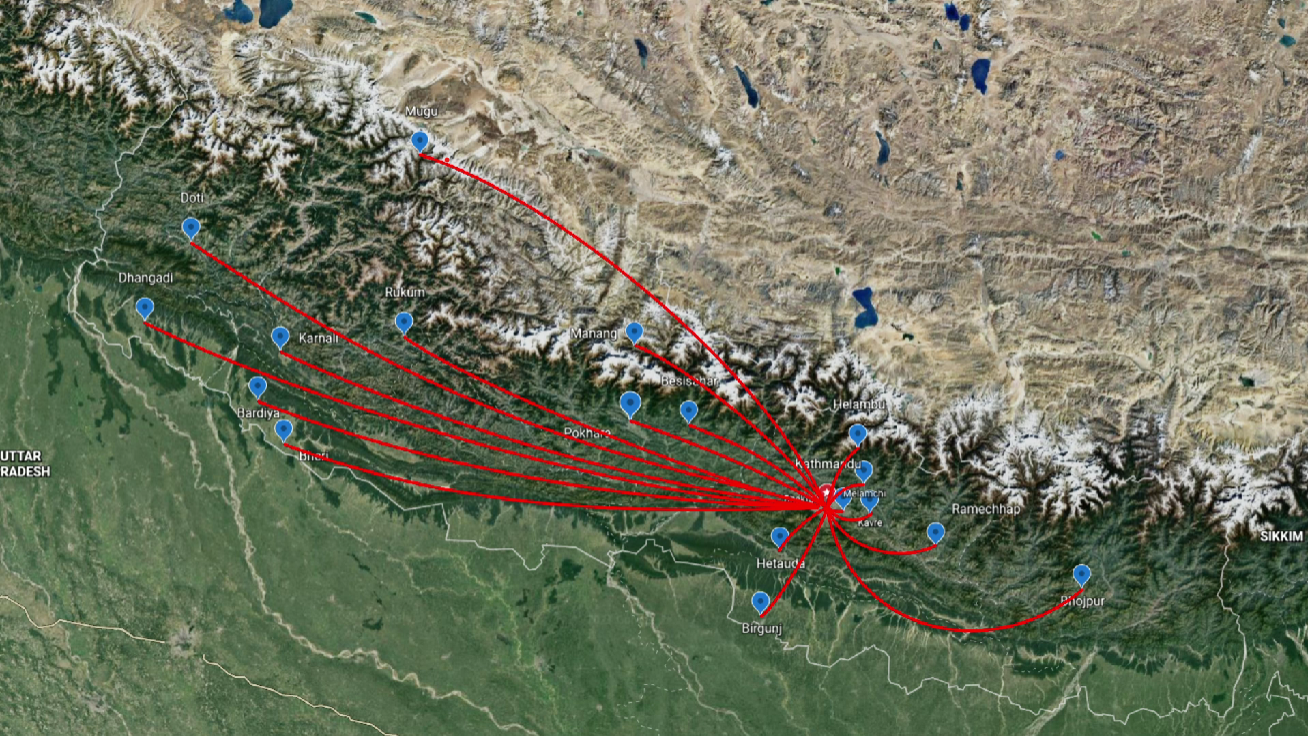 Mugu
Doti
Dhangadi
Rukum
Karnali
Manang
Besisahar
Bardiya
Pokhara
Helambu
Bheri
UTTAR
RADESH
Kathmandu
Melamchi
Kavre
Ramechhap
SIKKIM
Hetauda
Bhojpur
Birgunj